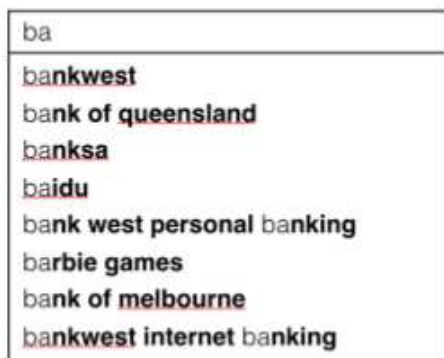 ba
bankwest
bank of queensland
banksa
baidu
bank west personal banking
barbie games
bank of melbourne
bankwest internet banking